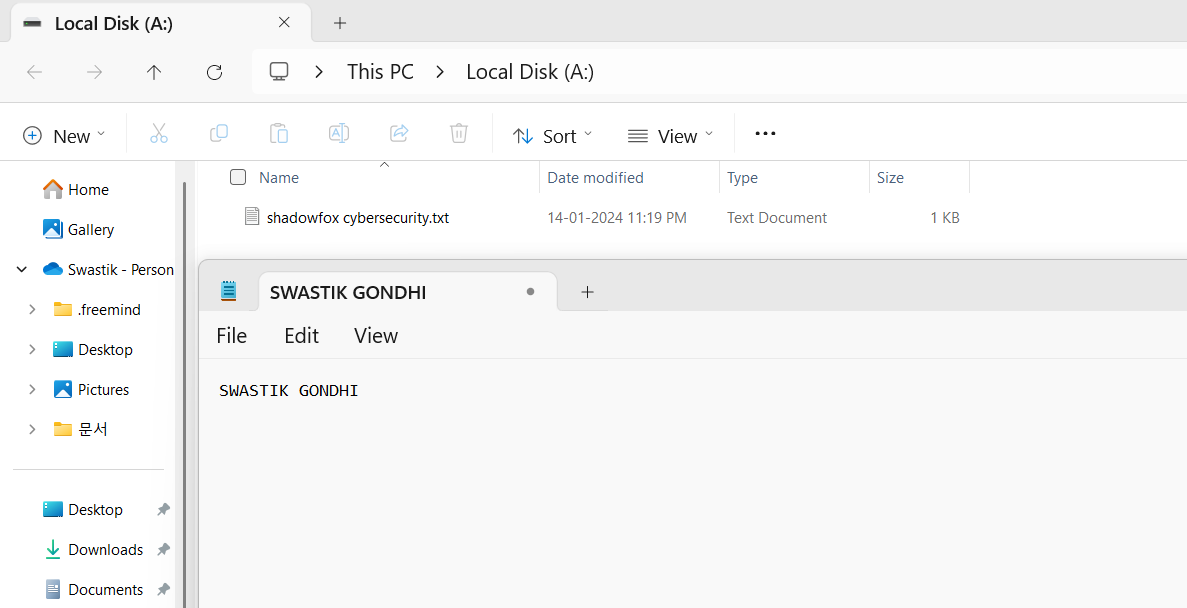 Local Disk (A:)
This PC > Local Disk (A:)
New Sort View
Name Date modified Type Size
shadowfox cybersecurity.txt 14-01-2024 11:19 PM Text Document 1 KB
Home
Gallery
Swastik - Person
.freemind
Desktop
Pictures
문서
Desktop
Downloads
Documents
SWASTIK GONDHI
File Edit View
SWASTIK GONDHI